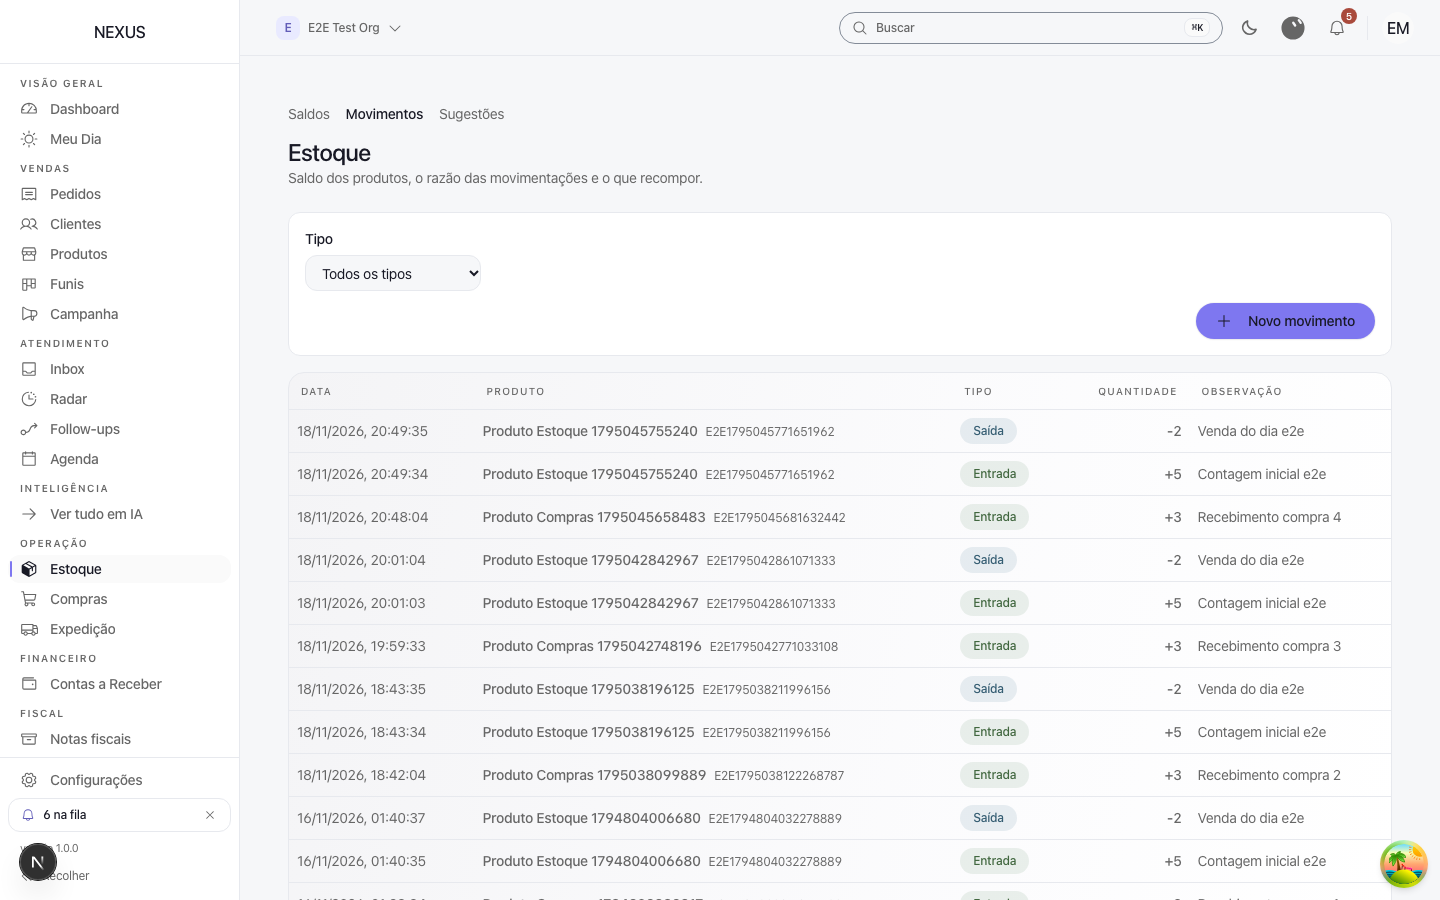 NEXUS
E
E2E Test Org
Buscar
⌘K
5
EM
VISÃO GERAL
Dashboard
Meu Dia
VENDAS
Pedidos
Clientes
Produtos
Funis
Campanha
ATENDIMENTO
Inbox
Radar
Follow-ups
Agenda
INTELIGÊNCIA
Ver tudo em IA
OPERAÇÃO
Estoque
Compras
Expedição
FINANCEIRO
Contas a Receber
FISCAL
Notas fiscais
Configurações
6 na fila
1.0.0
N
Saldos Movimentos Sugestões
Estoque
Saldo dos produtos, o razão das movimentações e o que recompor.
Tipo
Todos os tipos
Novo movimento
DATA PRODUTO TIPO QUANTIDADE OBSERVAÇÃO
18/11/2026, 20:49:35 Produto Estoque 1795045755240 E2E1795045771651962 Saída -2 Venda do dia e2e
18/11/2026, 20:49:34 Produto Estoque 1795045755240 E2E1795045771651962 Entrada +5 Contagem inicial e2e
18/11/2026, 20:48:04 Produto Compras 1795045658483 E2E1795045681632442 Entrada +3 Recebimento compra 4
18/11/2026, 20:01:04 Produto Estoque 1795042842967 E2E1795042861071333 Saída -2 Venda do dia e2e
18/11/2026, 20:01:03 Produto Estoque 1795042842967 E2E1795042861071333 Entrada +5 Contagem inicial e2e
18/11/2026, 19:59:33 Produto Compras 1795042748196 E2E1795042771033108 Entrada +3 Recebimento compra 3
18/11/2026, 18:43:35 Produto Estoque 1795038196125 E2E1795038211996156 Saída -2 Venda do dia e2e
18/11/2026, 18:43:34 Produto Estoque 1795038196125 E2E1795038211996156 Entrada +5 Contagem inicial e2e
18/11/2026, 18:42:04 Produto Compras 1795038099889 E2E1795038122268787 Entrada +3 Recebimento compra 2
16/11/2026, 01:40:37 Produto Estoque 1794804006680 E2E1794804032278889 Saída -2 Venda do dia e2e
16/11/2026, 01:40:35 Produto Estoque 1794804006680 E2E1794804032278889 Entrada +5 Contagem inicial e2e